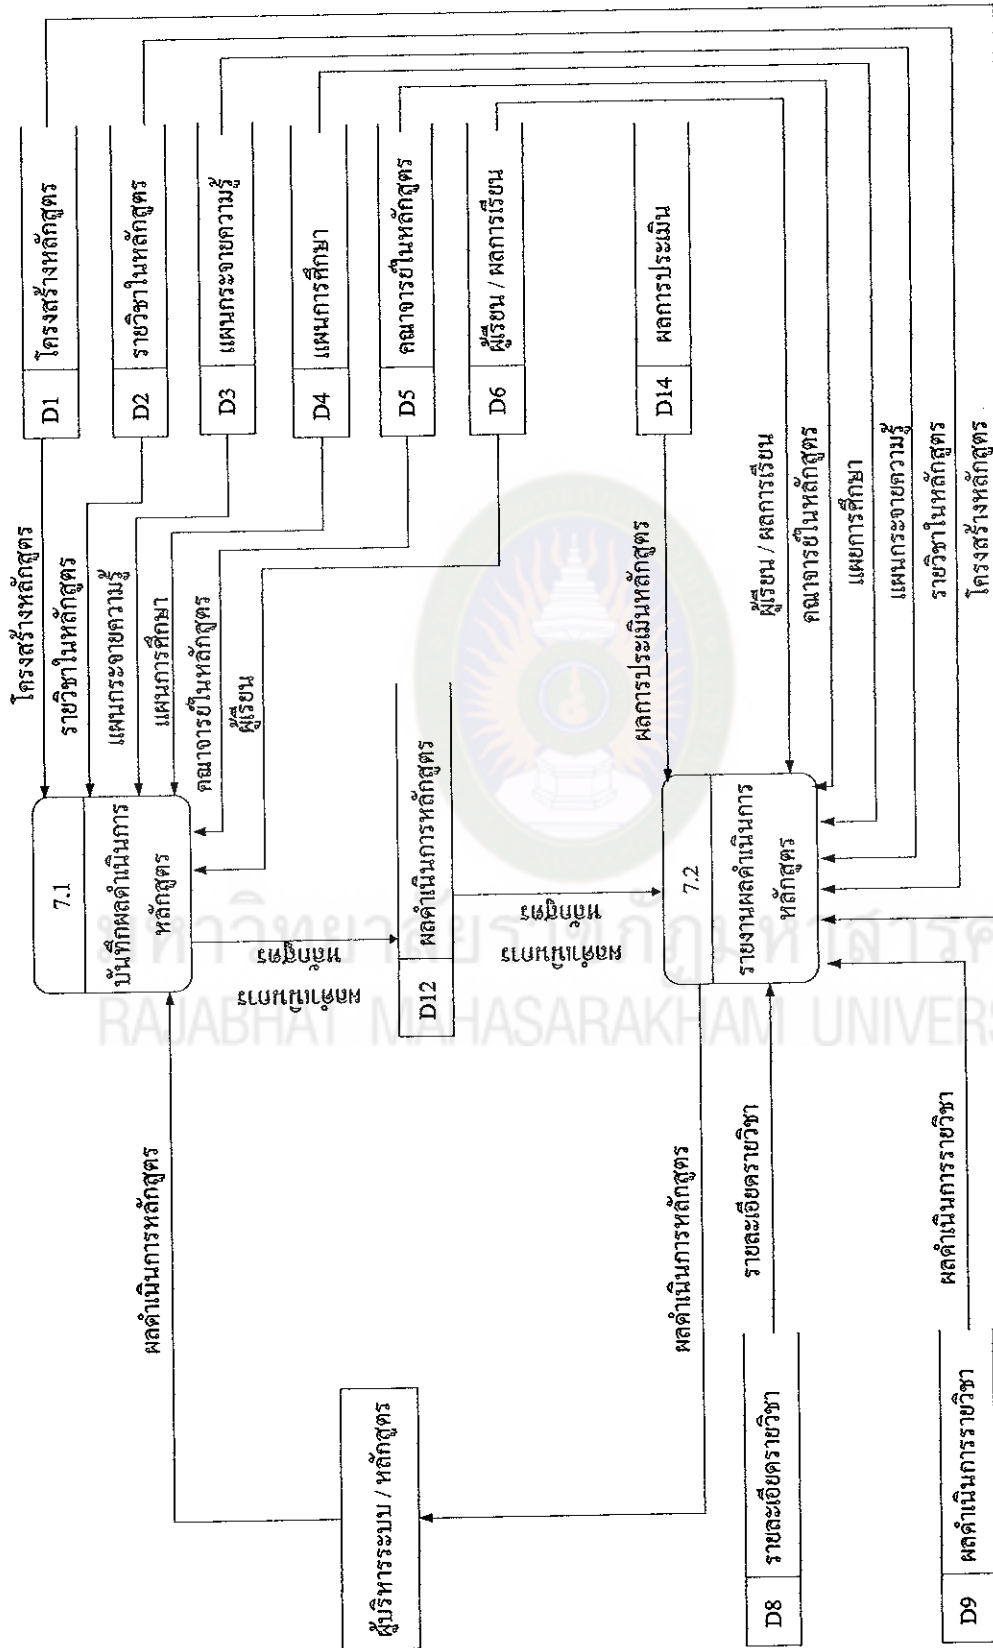 โครงสร้างหลักสูตร
D1 โครงสร้างหลักสูตร
รายวิชาในหลักสูตร
D2 รายวิชาในหลักสูตร
แผนกระจายความรู้
D3 แผนกระจายความรู้
แผนการศึกษา
D4 แผนการศึกษา
คณาจารย์ในหลักสูตร
D5 คณาจารย์ในหลักสูตร
ผู้เรียน
D6 ผู้เรียน / ผลการเรียน
7.1
บันทึกผลดำเนินการ
หลักสูตร
ผลดำเนินการหลักสูตร
ผู้บริหารระบบ / หลักสูตร
ผลดำเนินการ
หลักสูตร
D12 ผลดำเนินการหลักสูตร
ผลดำเนินการ
หลักสูตร
ผลการประเมินหลักสูตร
D14 ผลการประเมิน
7.2
รายงานผลดำเนินการ
หลักสูตร
ผลดำเนินการหลักสูตร
ผู้เรียน / ผลการเรียน
คณาจารย์ในหลักสูตร
แผยการศึกษา
แผนกระจายความรู้
รายวิชาในหลักสูตร
โครงสร้างหลักสูตร
รายละเอียดรายวิชา
D8 รายละเอียดรายวิชา
ผลดำเนินการรายวิชา
D9 ผลดำเนินการรายวิชา
มหาวิทยาลัยราชภัฏมหาสารค
RAJABHAT MAHASARAKHAM UNIVERS